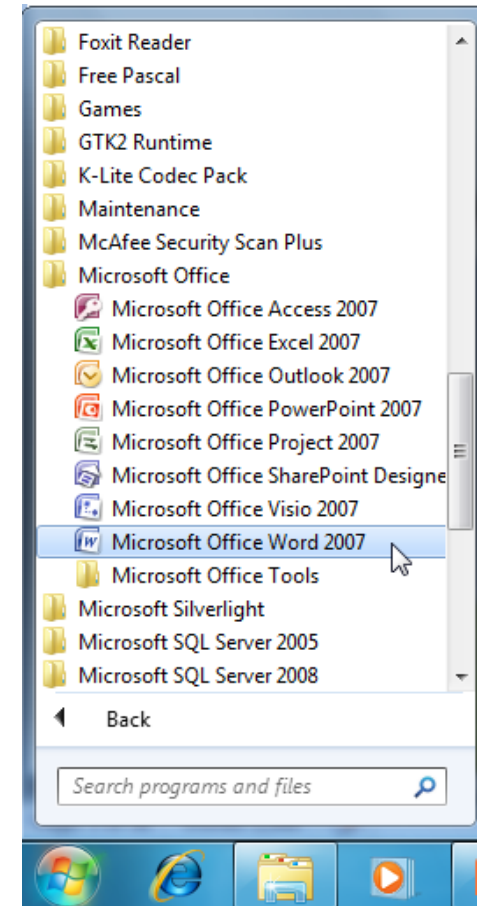 Foxit Reader
Free Pascal
Games
GTK2 Runtime
K-Lite Codec Pack
Maintenance
McAfee Security Scan Plus
Microsoft Office
Microsoft Office Access 2007
Microsoft Office Excel 2007
Microsoft Office Outlook 2007
Microsoft Office PowerPoint 2007
Microsoft Office Project 2007
Microsoft Office SharePoint Designe
Microsoft Office Visio 2007
Microsoft Office Word 2007
Microsoft Office Tools
Microsoft Silverlight
Microsoft SQL Server 2005
Microsoft SQL Server 2008
Back
Search programs and files